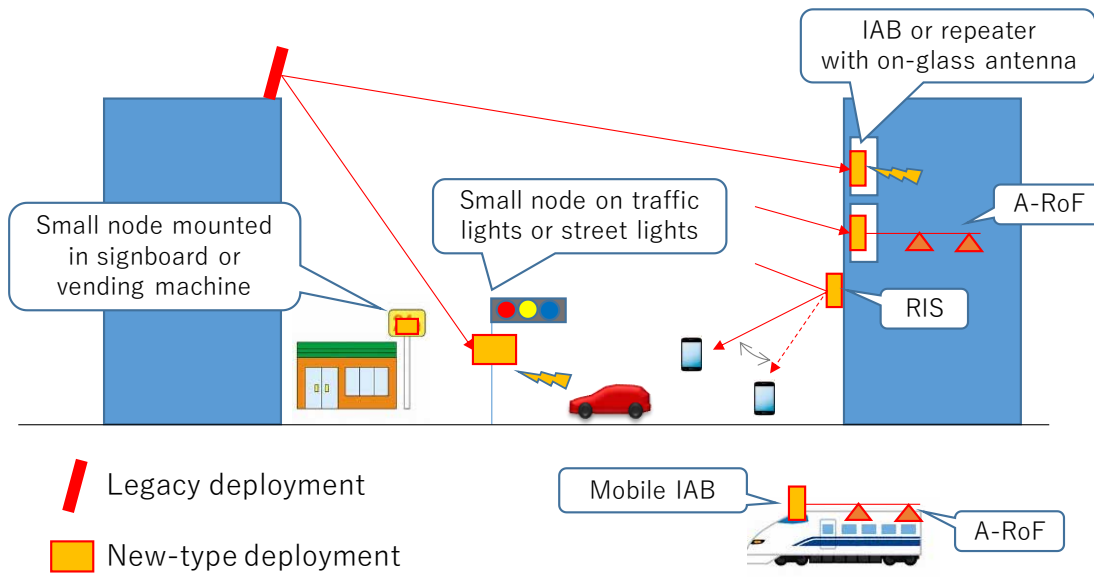 IAB or repeater
with on-glass antenna
A-RoF
Small node on traffic
lights or street lights
Small node mounted
in signboard or
vending machine
RIS
Legacy deployment
Mobile IAB
A-RoF
New-type deployment